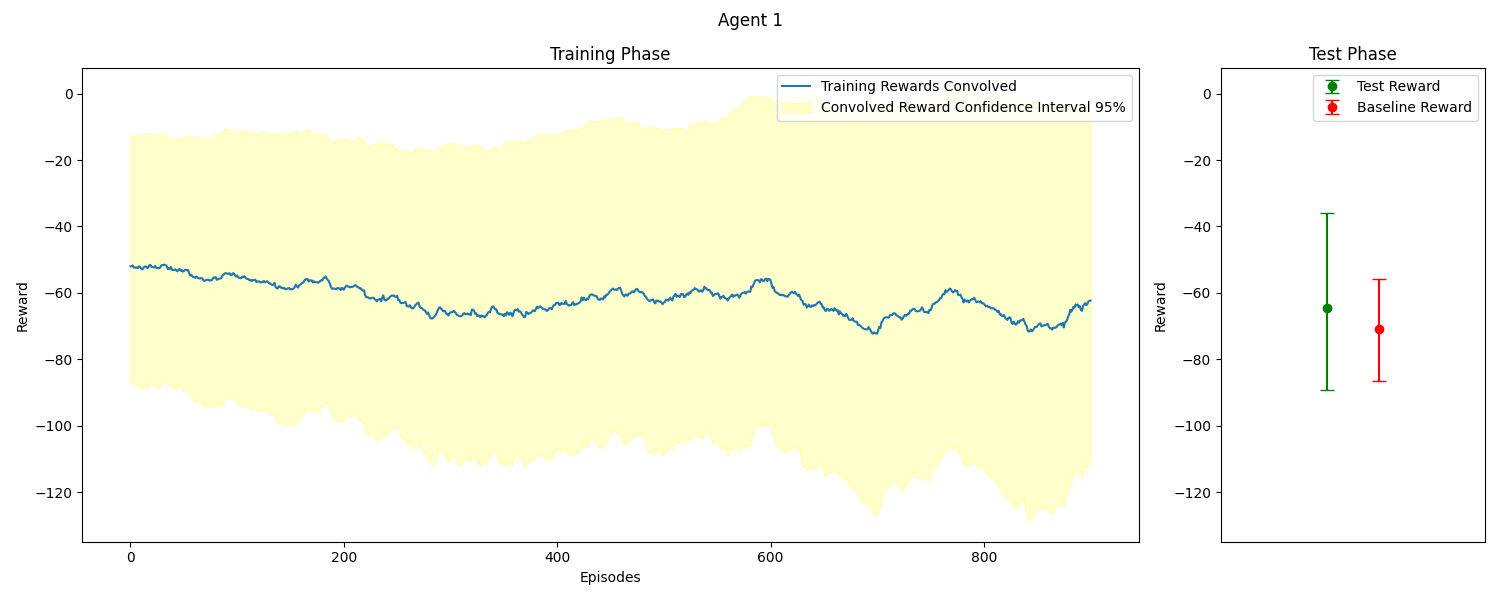 Agent 1
Training Phase
Training Rewards Convolved
Convolved Reward Confidence Interval 95%
0
−20
−40
−60
−80
−100
−120
Reward
0 200 400 600 800
Episodes
Test Phase
Test Reward
Baseline Reward
0
−20
−40
−60
−80
−100
−120
Reward